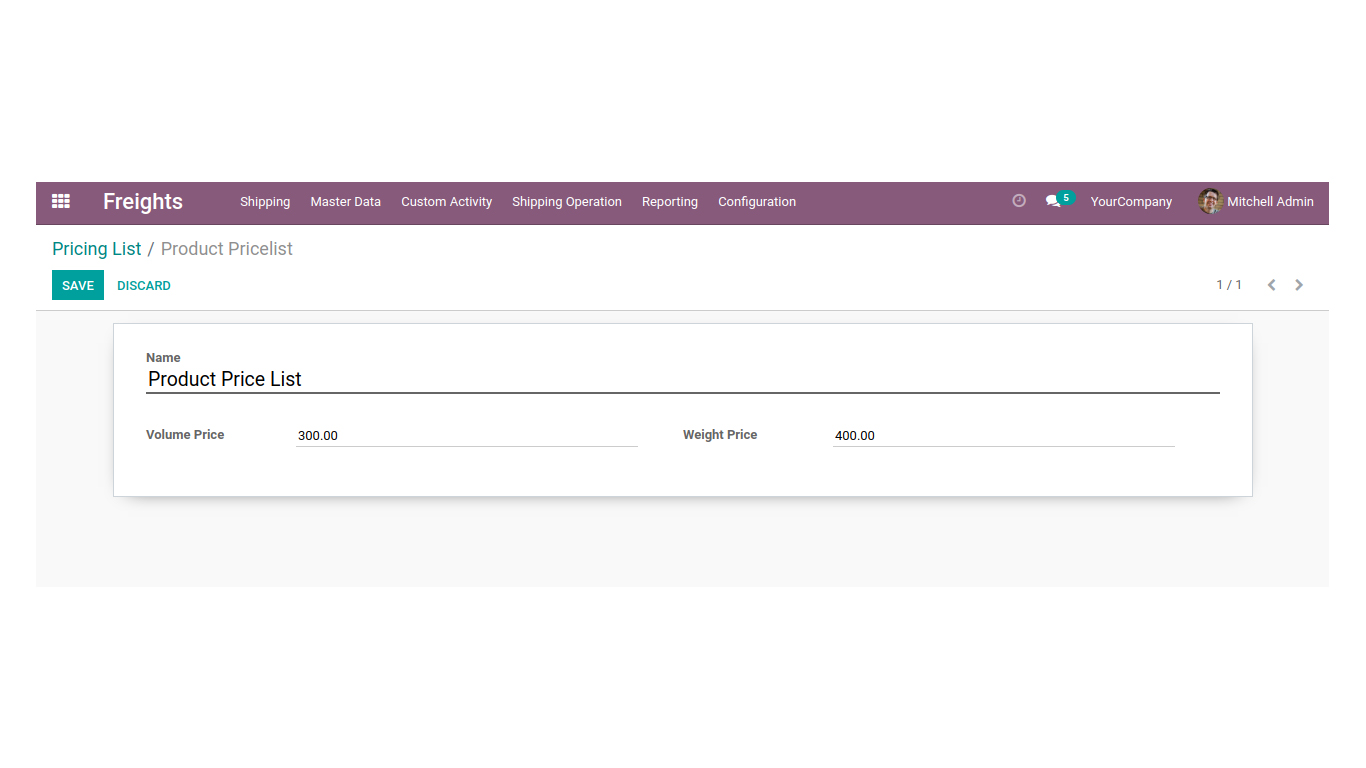 Freights Shipping Master Data Custom Activity Shipping Operation Reporting Configuration 5 YourCompany Mitchell Admin
Pricing List / Product Pricelist
SAVE DISCARD 1 / 1
Name
Product Price List
Volume Price 300.00 Weight Price 400.00